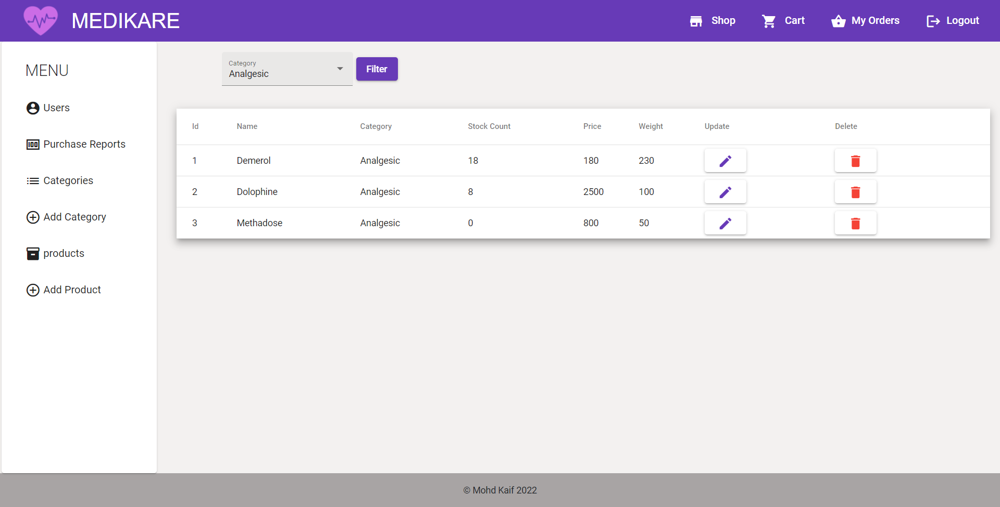 MEDIKARE
Shop
Cart
My Orders
Logout
MENU
Users
Purchase Reports
Categories
Add Category
products
Add Product
Category
Analgesic
Filter
Id Name Category Stock Count Price Weight Update Delete
1 Demerol Analgesic 18 180 230
2 Dolophine Analgesic 8 2500 100
3 Methadose Analgesic 0 800 50
© Mohd Kaif 2022